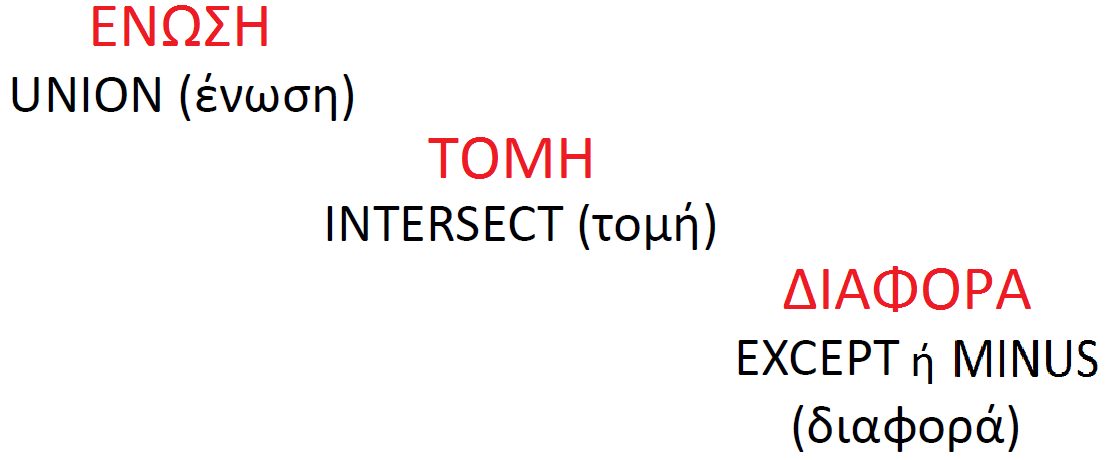 ΕΝΩΣΗ
UNION (ένωση)
ΤΟΜΗ
INTERSECT (τομή)
ΔΙΑΦΟΡΑ
EXCEPT ή MINUS
(διαφορά)